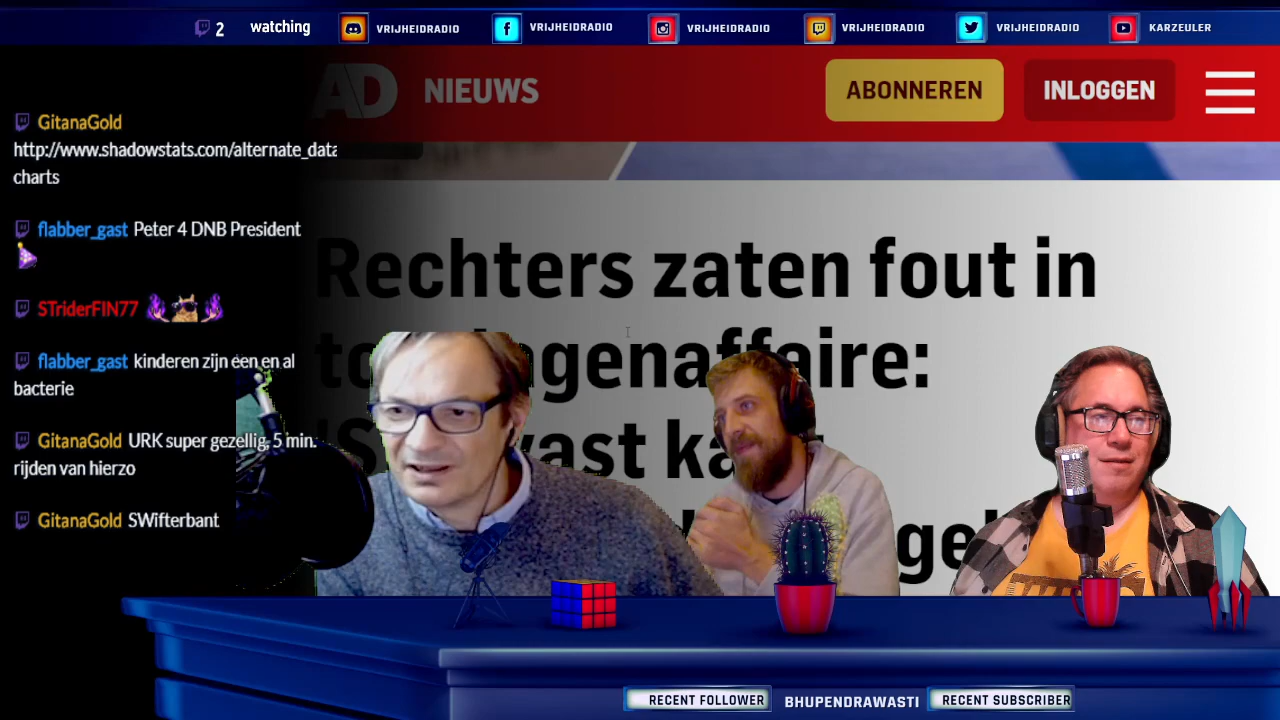 2 watching VRIJHEIDRADIO VRIJHEIDRADIO VRIJHEIDRADIO VRIJHEIDRADIO VRIJHEIDRADIO KARZEULER
AD NIEUWS ABONNEREN INLOGGEN
GitanaGold
http://www.shadowstats.com/alternate_data
charts
flabber_gast Peter 4 DNB President
STriderFIN77
flabber_gast kinderen zijn een en al
bacterie
GitanaGold URK super gezellig, 5 min.
rijden van hierzo
GitanaGold SWifterbant
Rechters zaten fout in
toeslagenaffaire:
vast
RECENT FOLLOWER BHUPENDRAWASTI RECENT SUBSCRIBER